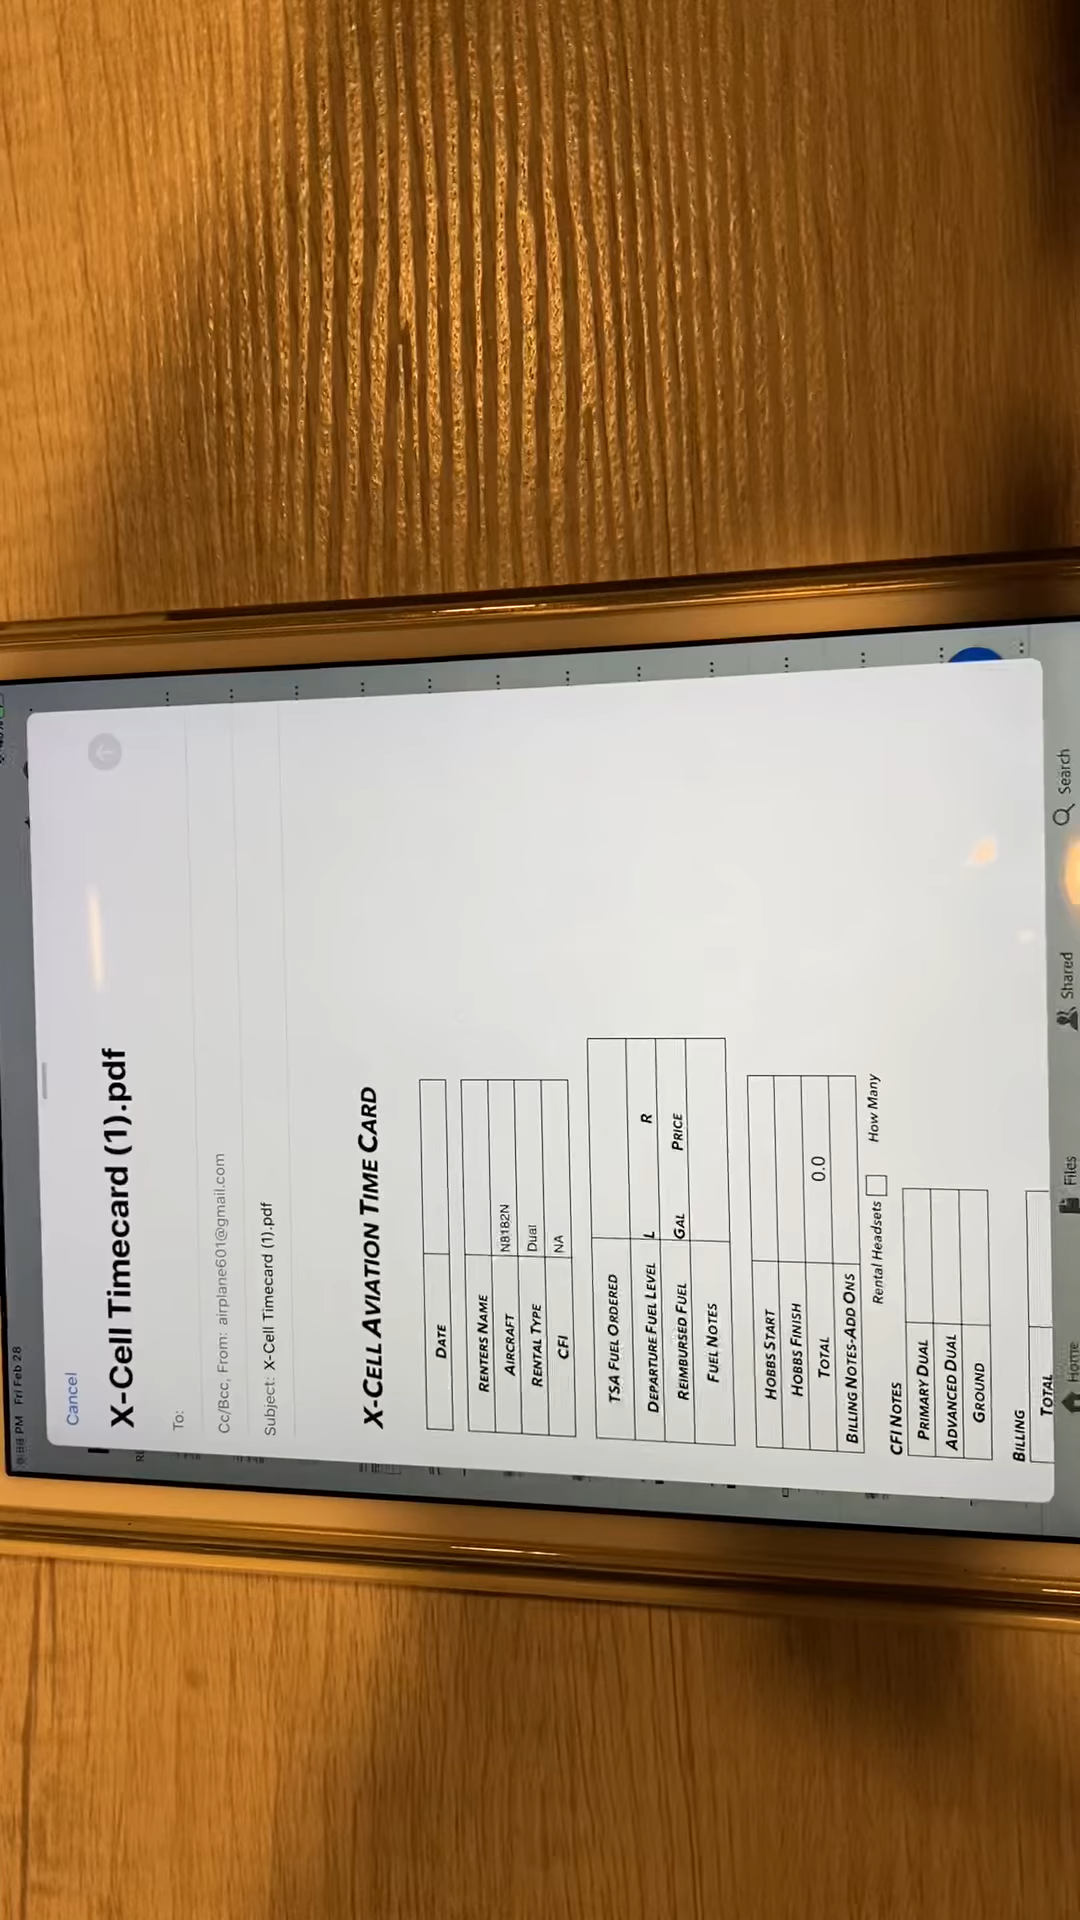 Fri Feb 28
Cancel
X-Cell Timecard (1).pdf
To:
Cc/Bcc, From: airplane601@gmail.com
Subject: X-Cell Timecard (1).pdf
X-CELL AVIATION TIME CARD
DATE
RENTERS NAME
AIRCRAFT N8182N
RENTAL TYPE Dual
CFI NA
TSA FUEL ORDERED
DEPARTURE FUEL LEVEL L R
REIMBURSED FUEL GAL PRICE
FUEL NOTES
HOBBS START
HOBBS FINISH
TOTAL 0.0
BILLING NOTES-ADD ONS
Rental Headsets How Many
CFI NOTES
PRIMARY DUAL
ADVANCED DUAL
GROUND
BILLING
TOTAL
Home Files Shared Search